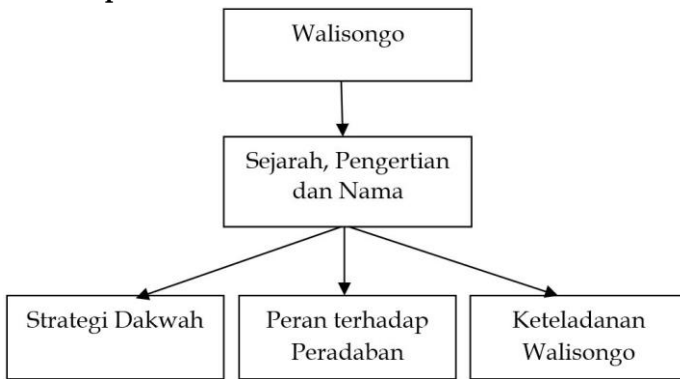 Walisongo
Sejarah, Pengertian
dan Nama
Strategi Dakwah
Peran terhadap
Peradaban
Keteladanan
Walisongo